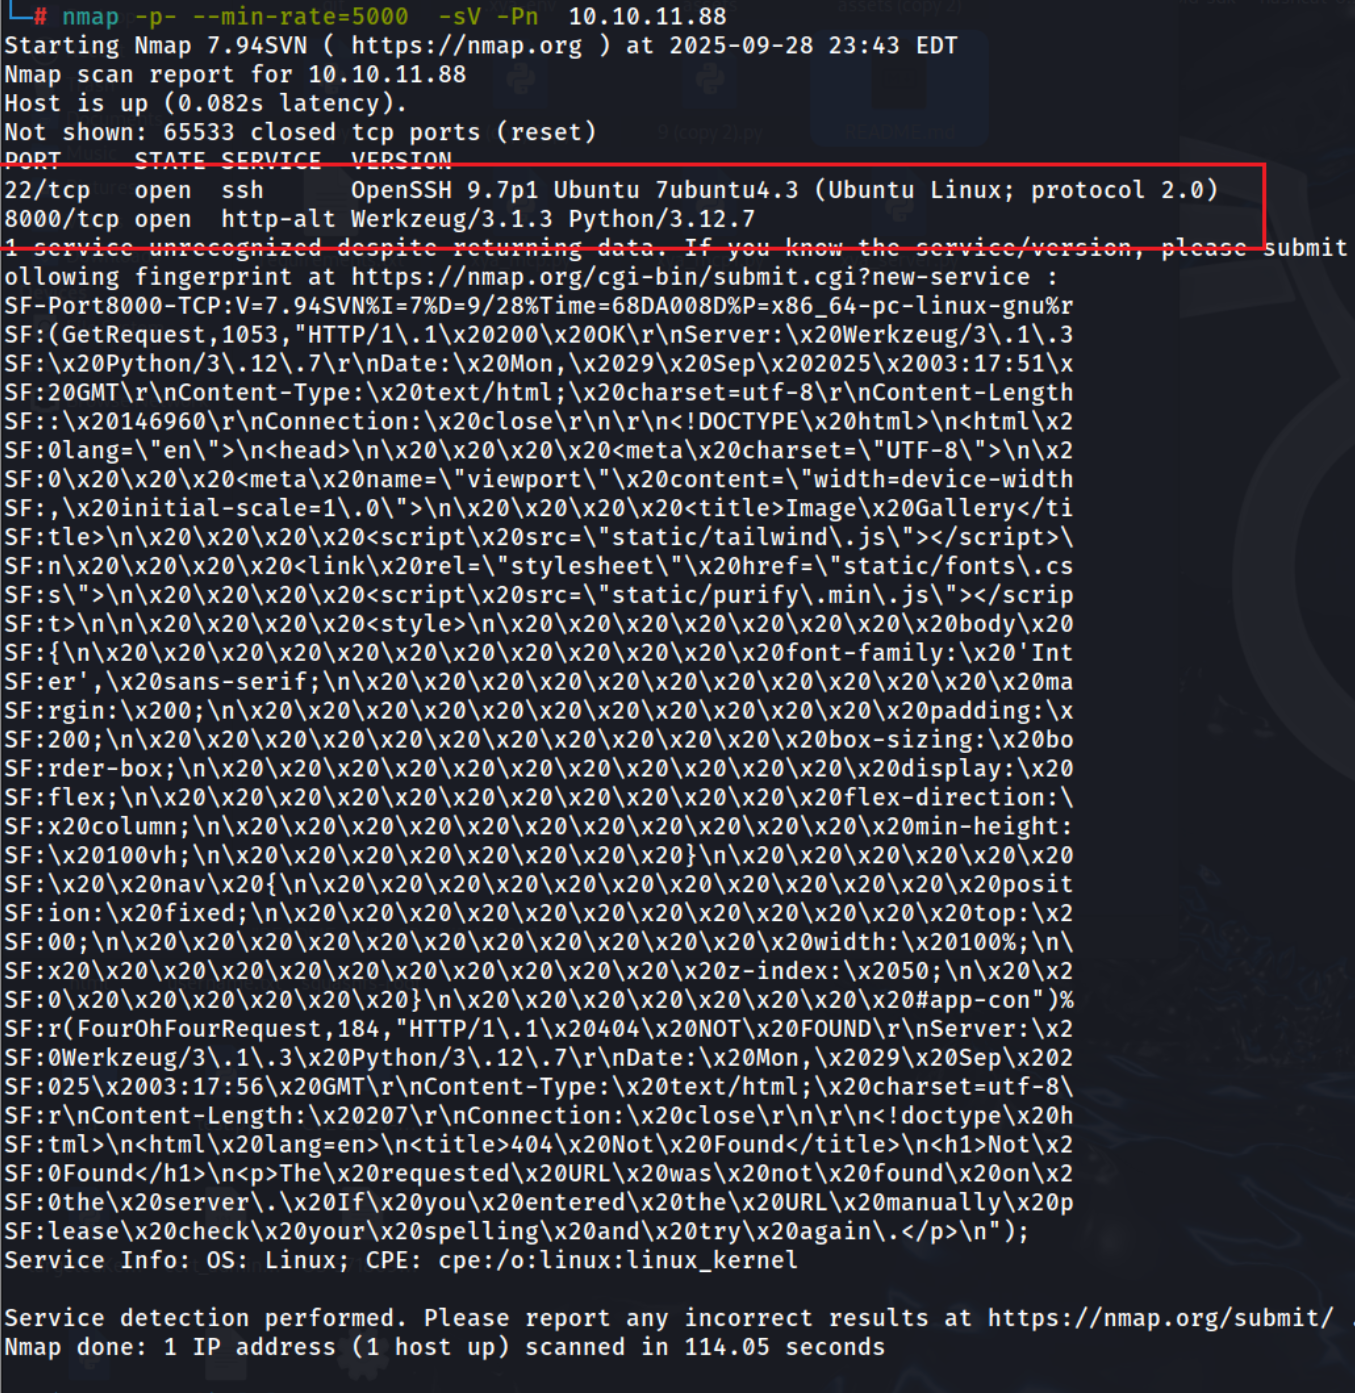 └─# nmap -p- --min-rate=5000  -sV -Pn  10.10.11.88
Starting Nmap 7.94SVN ( https://nmap.org ) at 2025-09-28 23:43 EDT
Nmap scan report for 10.10.11.88
Host is up (0.082s latency).
Not shown: 65533 closed tcp ports (reset)
PORT     STATE SERVICE  VERSION
22/tcp   open  ssh      OpenSSH 9.7p1 Ubuntu 7ubuntu4.3 (Ubuntu Linux; protocol 2.0)
8000/tcp open  http-alt Werkzeug/3.1.3 Python/3.12.7
1 service unrecognized despite returning data. If you know the service/version, please submit
ollowing fingerprint at https://nmap.org/cgi-bin/submit.cgi?new-service :
SF-Port8000-TCP:V=7.94SVN%I=7%D=9/28%Time=68DA008D%P=x86_64-pc-linux-gnu%r
SF:(GetRequest,1053,"HTTP/1\.1\x20200\x20OK\r\nServer:\x20Werkzeug/3\.1\.3
SF:\x20Python/3\.12\.7\r\nDate:\x20Mon,\x2029\x20Sep\x202025\x2003:17:51\x
SF:20GMT\r\nContent-Type:\x20text/html;\x20charset=utf-8\r\nContent-Length
SF::\x20146960\r\nConnection:\x20close\r\n\r\n<!DOCTYPE\x20html>\n<html\x2
SF:0lang=\"en\">\n<head>\n\x20\x20\x20\x20<meta\x20charset=\"UTF-8\">\n\x2
SF:0\x20\x20\x20<meta\x20name=\"viewport\"\x20content=\"width=device-width
SF:,\x20initial-scale=1\.0\">\n\x20\x20\x20\x20<title>Image\x20Gallery</ti
SF:tle>\n\x20\x20\x20\x20<script\x20src=\"static/tailwind\.js\"></script>\
SF:n\x20\x20\x20\x20<link\x20rel=\"stylesheet\"\x20href=\"static/fonts\.cs
SF:s\">\n\x20\x20\x20\x20<script\x20src=\"static/purify\.min\.js\"></scrip
SF:t>\n\n\x20\x20\x20\x20<style>\n\x20\x20\x20\x20\x20\x20\x20\x20body\x20
SF:{\n\x20\x20\x20\x20\x20\x20\x20\x20\x20\x20\x20\x20font-family:\x20'Int
SF:er',\x20sans-serif;\n\x20\x20\x20\x20\x20\x20\x20\x20\x20\x20\x20\x20ma
SF:rgin:\x200;\n\x20\x20\x20\x20\x20\x20\x20\x20\x20\x20\x20\x20padding:\x
SF:200;\n\x20\x20\x20\x20\x20\x20\x20\x20\x20\x20\x20\x20box-sizing:\x20bo
SF:rder-box;\n\x20\x20\x20\x20\x20\x20\x20\x20\x20\x20\x20\x20display:\x20
SF:flex;\n\x20\x20\x20\x20\x20\x20\x20\x20\x20\x20\x20\x20flex-direction:\
SF:x20column;\n\x20\x20\x20\x20\x20\x20\x20\x20\x20\x20\x20\x20min-height:
SF:\x20100vh;\n\x20\x20\x20\x20\x20\x20\x20\x20}\n\x20\x20\x20\x20\x20\x20
SF:\x20\x20nav\x20{\n\x20\x20\x20\x20\x20\x20\x20\x20\x20\x20\x20\x20posit
SF:ion:\x20fixed;\n\x20\x20\x20\x20\x20\x20\x20\x20\x20\x20\x20\x20top:\x2
SF:00;\n\x20\x20\x20\x20\x20\x20\x20\x20\x20\x20\x20\x20width:\x20100%;\n\
SF:x20\x20\x20\x20\x20\x20\x20\x20\x20\x20\x20\x20z-index:\x2050;\n\x20\x2
SF:0\x20\x20\x20\x20\x20\x20}\n\x20\x20\x20\x20\x20\x20\x20\x20#app-con")%
SF:r(FourOhFourRequest,184,"HTTP/1\.1\x20404\x20NOT\x20FOUND\r\nServer:\x2
SF:0Werkzeug/3\.1\.3\x20Python/3\.12\.7\r\nDate:\x20Mon,\x2029\x20Sep\x202
SF:025\x2003:17:56\x20GMT\r\nContent-Type:\x20text/html;\x20charset=utf-8\
SF:r\nContent-Length:\x20207\r\nConnection:\x20close\r\n\r\n<!doctype\x20h
SF:tml>\n<html\x20lang=en>\n<title>404\x20Not\x20Found</title>\n<h1>Not\x2
SF:0Found</h1>\n<p>The\x20requested\x20URL\x20was\x20not\x20found\x20on\x2
SF:0the\x20server\.\x20If\x20you\x20entered\x20the\x20URL\x20manually\x20p
SF:lease\x20check\x20your\x20spelling\x20and\x20try\x20again\.</p>\n");
Service Info: OS: Linux; CPE: cpe:/o:linux:linux_kernel
Service detection performed. Please report any incorrect results at https://nmap.org/submit/ .
Nmap done: 1 IP address (1 host up) scanned in 114.05 seconds